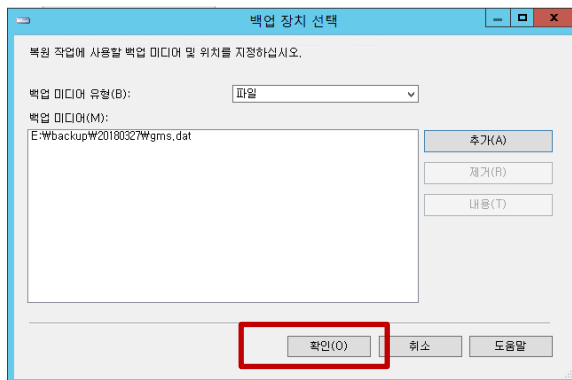 백업 장치 선택
복원 작업에 사용할 백업 미디어 및 위치를 지정하십시오.
백업 미디어 유형(B):
파일
백업 미디어(M):
E:₩backup₩20180327₩gms.dat
추가(A)
제거(R)
내용(T)
확인(O)
취소
도움말